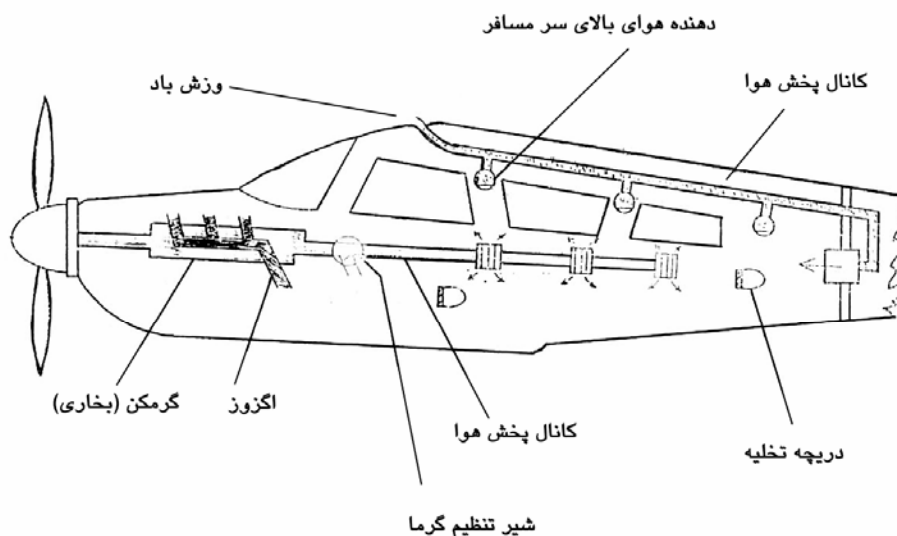 دهنده هوای بالای سر مسافر
کانال پخش هوا
وزش باد
گرمکن (بخاری)
اگزوز
کانال پخش هوا
دریچه تخلیه
شیر تنظیم گرما